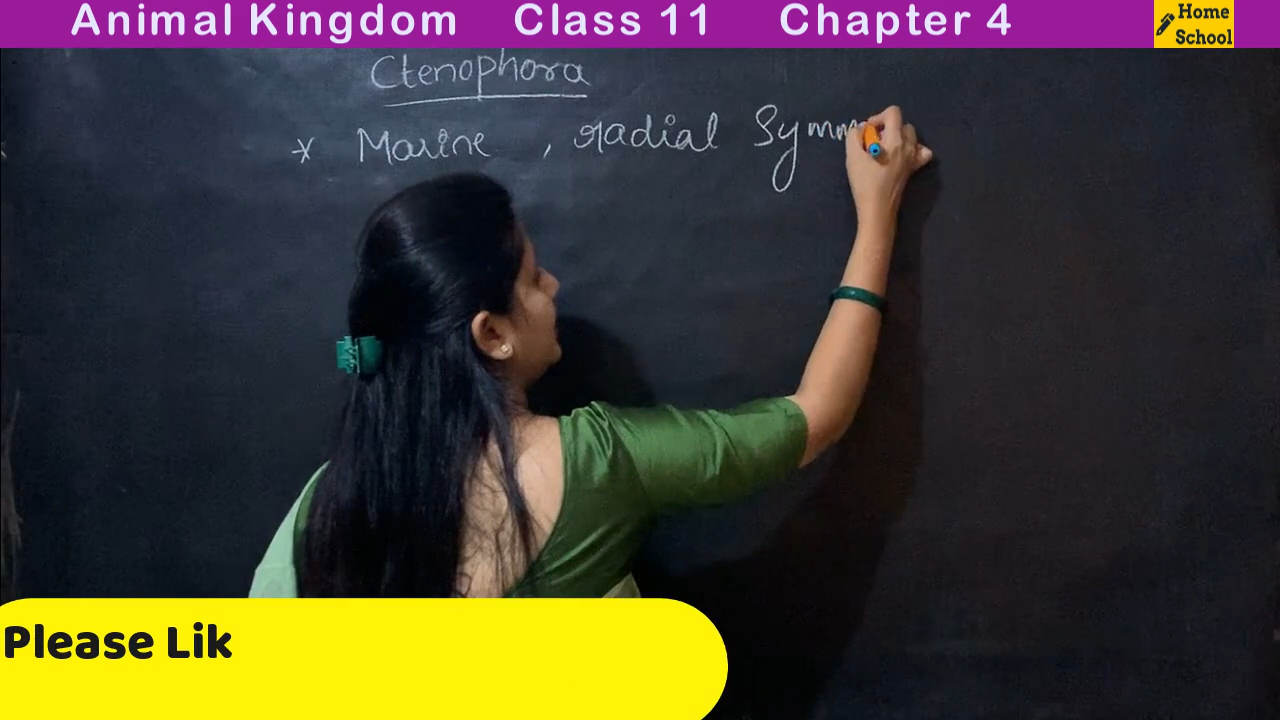 Animal Kingdom Class 11 Chapter 4
Home
School
Ctenophora
* Marine , radial Symm
Please Lik